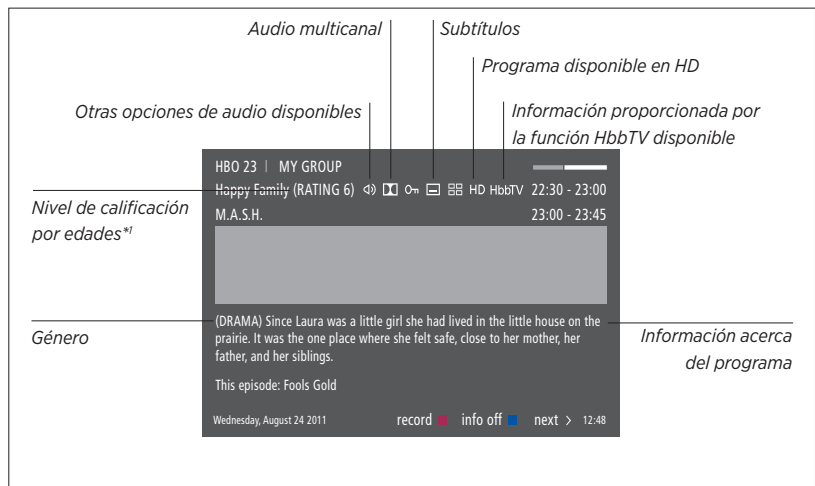 Audio multicanal
Subtítulos
Programa disponible en HD
Otras opciones de audio disponibles
Información proporcionada por
la función HbbTV disponible
HBO 23 | MY GROUP
Happy Family (RATING 6) HD HbbTV 22:30 - 23:00
M.A.S.H. 23:00 - 23:45
Nivel de calificación
por edades*1
(DRAMA) Since Laura was a little girl she had lived in the little house on the
prairie. It was the one place where she felt safe, close to her mother, her
father, and her siblings.
This episode: Fools Gold
Género
Información acerca
del programa
Wednesday, August 24 2011 record info off next > 12:48